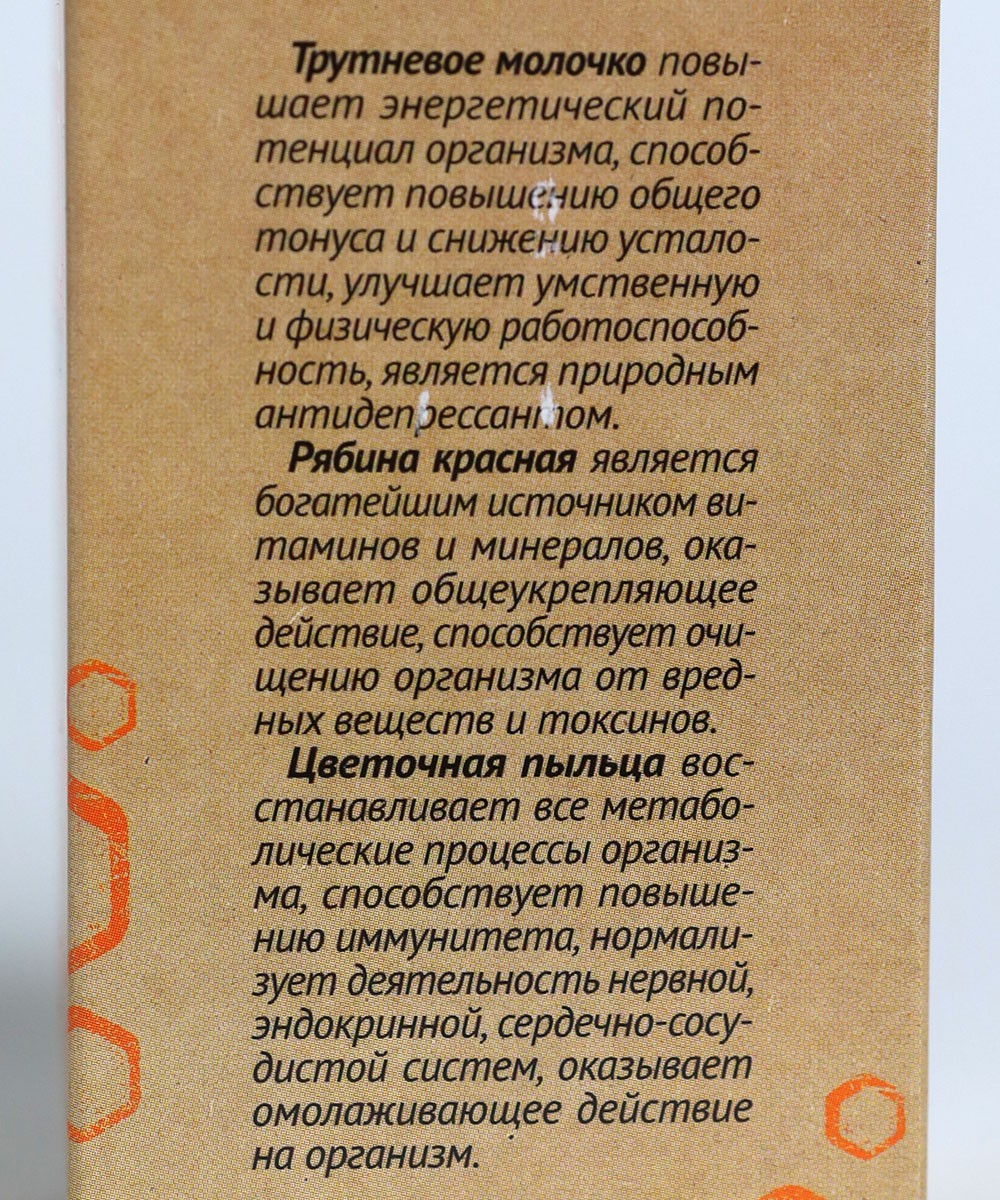 Трутневое молочко повы-
шает энергетический по-
тенциал организма, способ-
ствует повышению общего
тонуса и снижению устало-
сти, улучшает умственную
и физическую работоспособ-
ность, является природным
антидепрессантом.
Рябина красная является
богатейшим источником ви-
таминов и минералов, ока-
зывает общеукрепляющее
действие, способствует очи-
щению организма от вред-
ных веществ и токсинов.
Цветочная пыльца вос-
станавливает все метабо-
лические процессы организ-
ма, способствует повыше-
нию иммунитета, нормали-
зует деятельность нервной,
эндокринной, сердечно-сосу-
дистой систем, оказывает
омолаживающее действие
на организм.